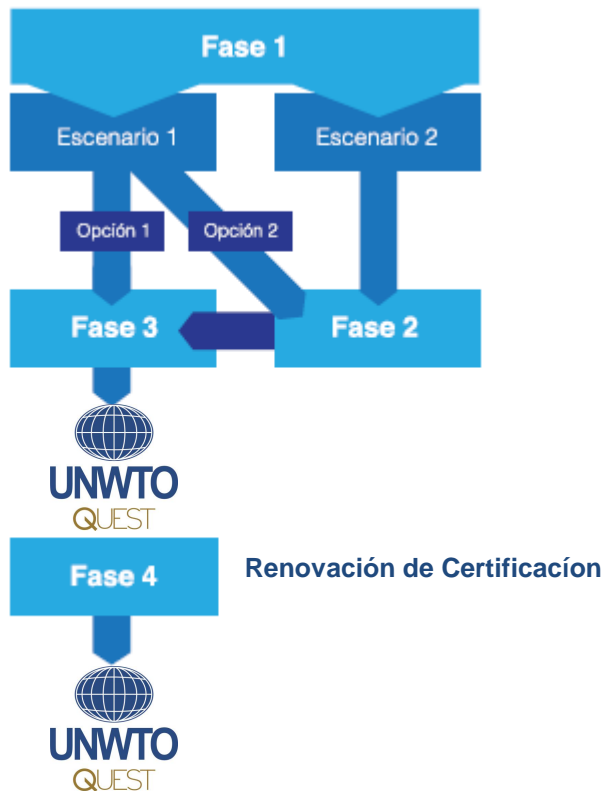 Fase 1
Escenario 1
Escenario 2
Opción 1
Opción 2
Fase 3
Fase 2
UNWTO
QUEST
Fase 4
Renovación de Certificacíon
UNWTO
QUEST